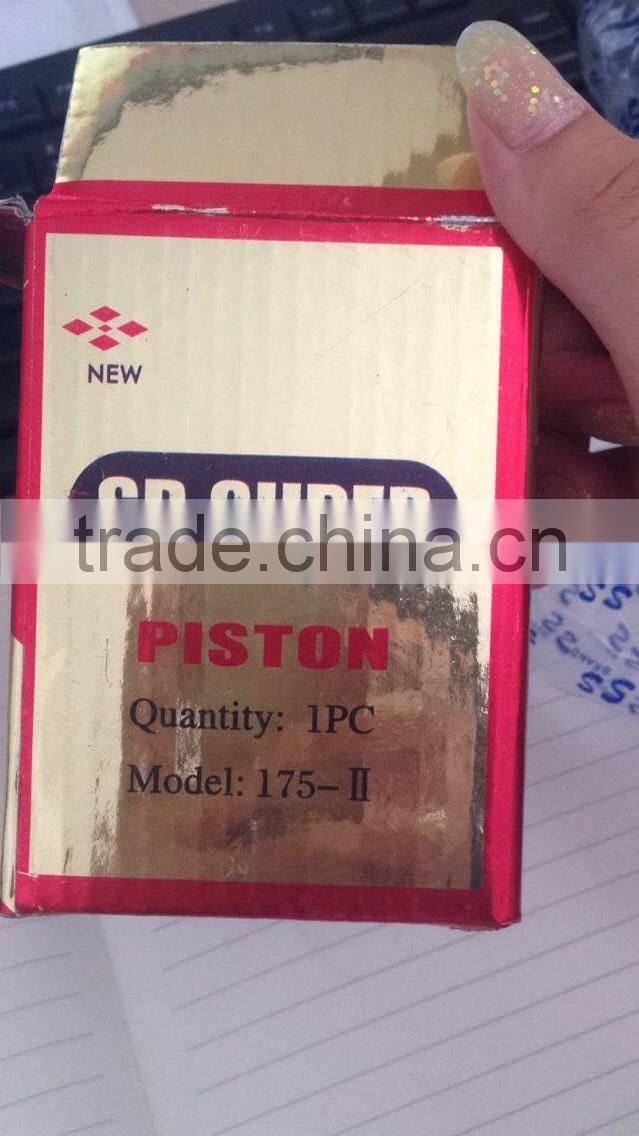 NEW
trade.china.cn
PISTON
Quantity: 1PC
Model: 175-II